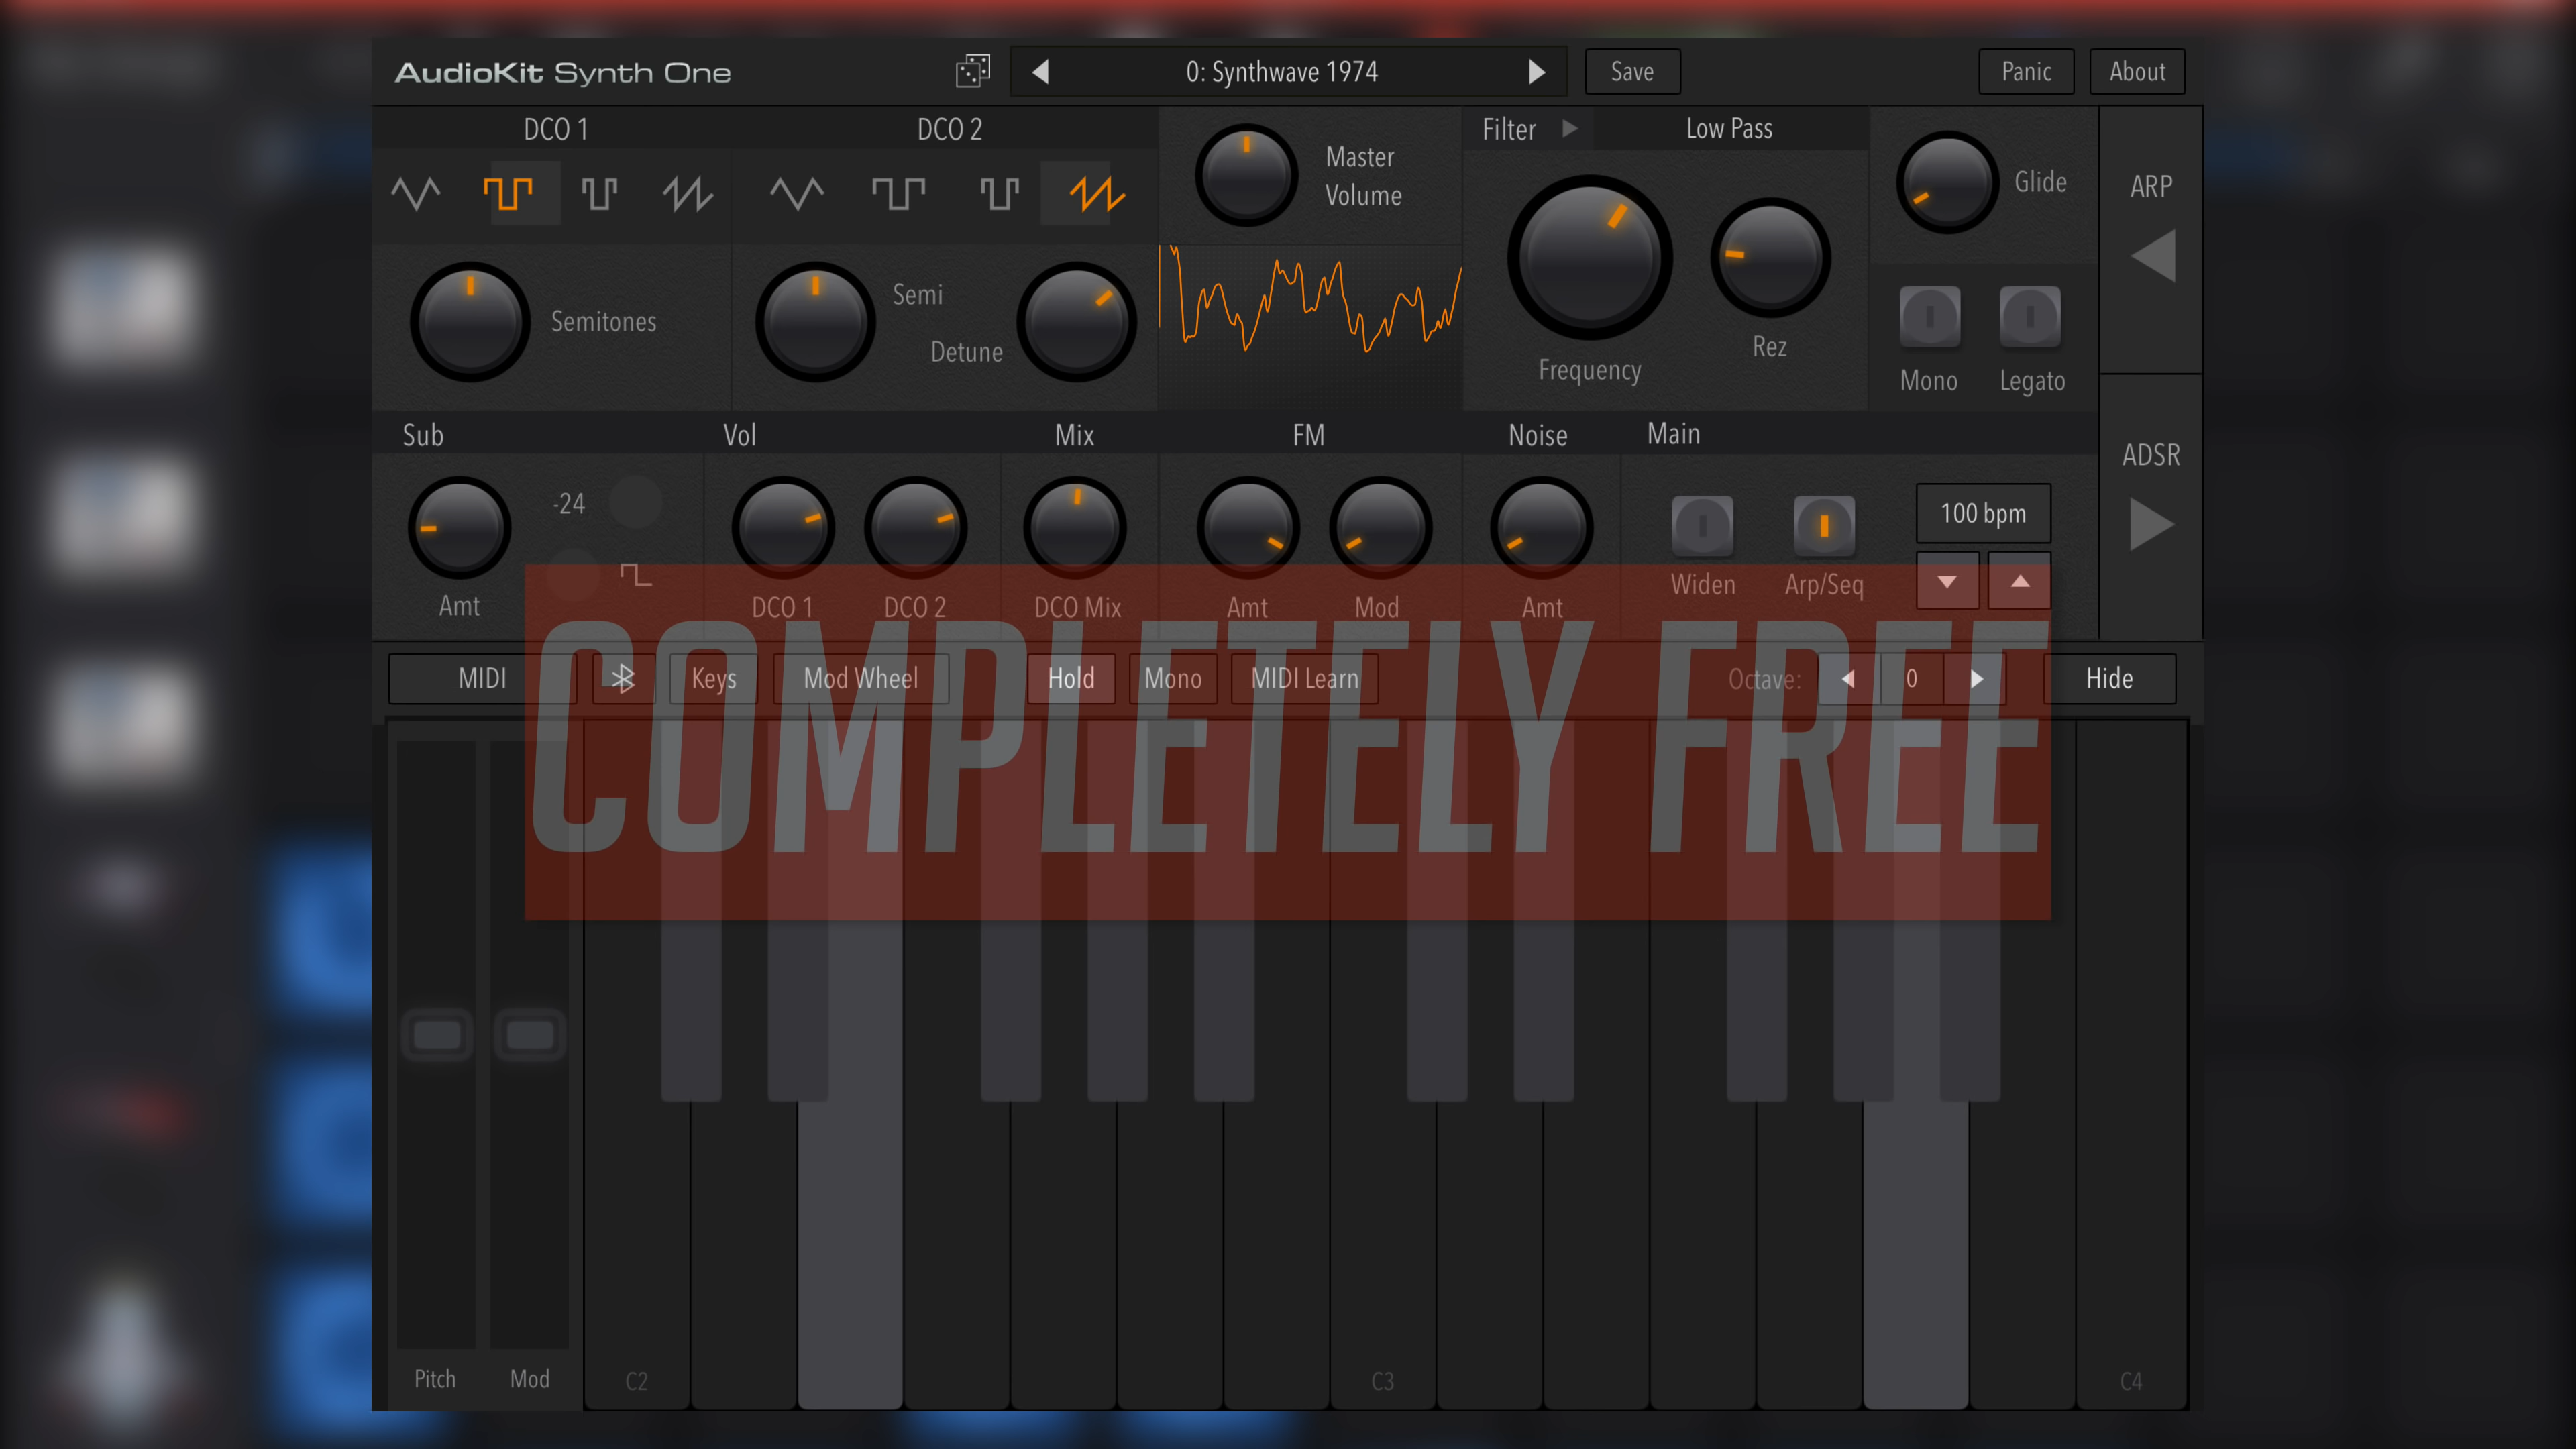 AudioKit Synth One
0: Synthwave 1974
Save
Panic
About
DCO 1
DCO 2
Master
Volume
Filter
Low Pass
Glide
ARP
Semitones
Semi
Detune
Frequency
Rez
Mono
Legato
Sub
Vol
Mix
FM
Noise
Main
ADSR
-24
100 bpm
Amt
DCO 1
DCO 2
DCO Mix
Amt
Mod
Amt
Widen
Arp/Seq
MIDI
Keys
Mod Wheel
Hold
Mono
MIDI Learn
Octave:
0
Hide
COMPLETELY FREE
Pitch
Mod
C2
C3
C4